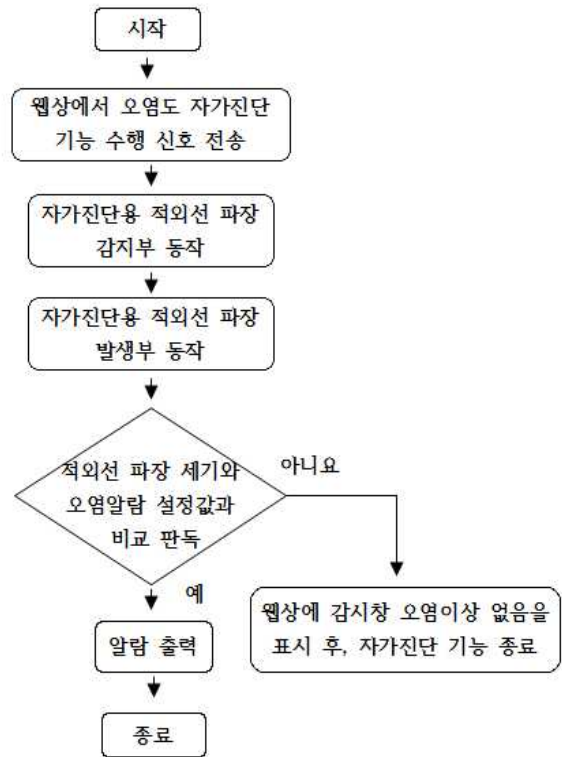 시작
웹상에서 오염도 자가진단
기능 수행 신호 전송
자가진단용 적외선 파장
감지부 동작
자가진단용 적외선 파장
발생부 동작
적외선 파장 세기와
오염알람 설정값과
비교 판독
아니요
예
웹상에 감시창 오염이상 없음을
표시 후, 자가진단 기능 종료
알람 출력
종료